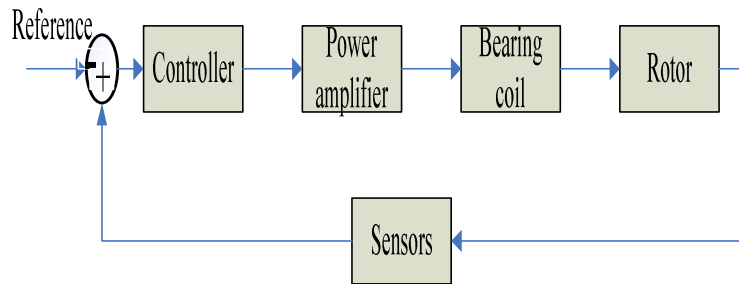 Reference
-
+
Controller
Power
amplifier
Bearing
coil
Rotor
Sensors